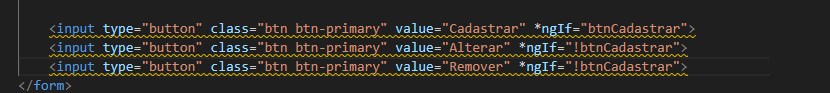 <input type="button" class="btn btn-primary" value="Cadastrar" *ngIf="btnCadastrar">
<input type="button" class="btn btn-primary" value="Alterar" *ngIf="!btnCadastrar">
<input type="button" class="btn btn-primary" value="Remover" *ngIf="!btnCadastrar">
</form>